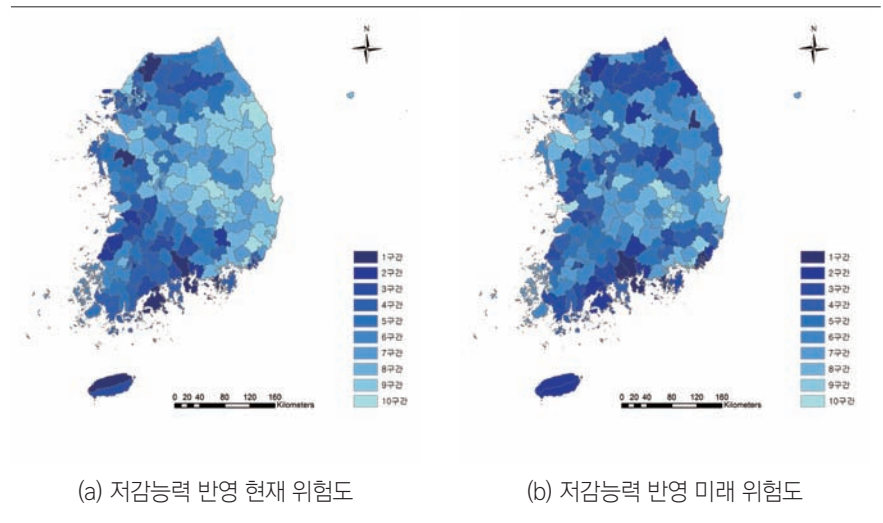 N
1구간
2구간
3구간
4구간
5구간
6구간
7구간
8구간
9구간
10구간
0 20 40 80 120 160
Kilometers
(a) 저감능력 반영 현재 위험도
N
1구간
2구간
3구간
4구간
5구간
6구간
7구간
8구간
9구간
10구간
0 20 40 80 120 160
Kilometers
(b) 저감능력 반영 미래 위험도